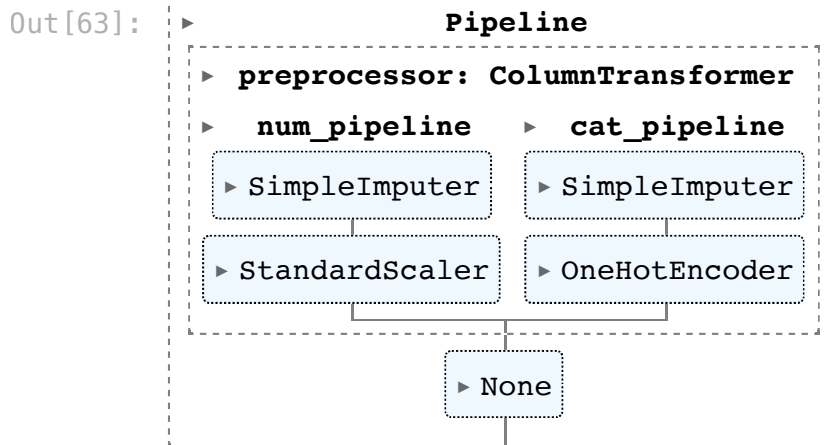 Out[63]:
Pipeline
preprocessor: ColumnTransformer
num_pipeline cat_pipeline
SimpleImputer SimpleImputer
StandardScaler OneHotEncoder
None